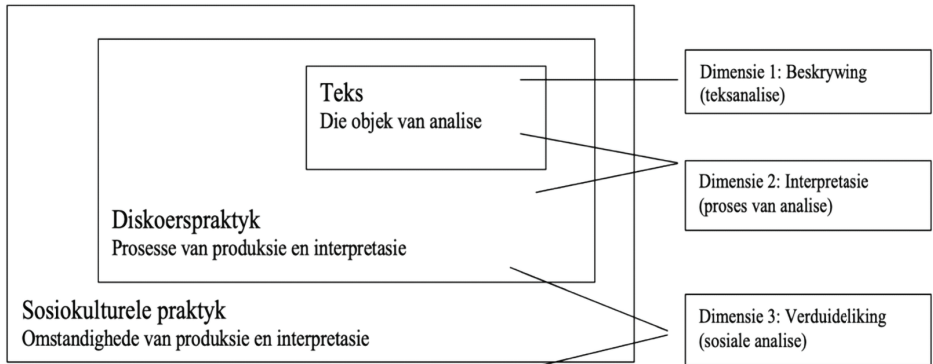 Teks
Die objek van analise
Diskoerspraktyk
Prosesse van produksie en interpretasie
Sosiokulturele praktyk
Omstandighede van produksie en interpretasie
Dimensie 1: Beskrywing
(teksanalise)
Dimensie 2: Interpretasie
(proses van analise)
Dimensie 3: Verduideliking
(sosiale analise)